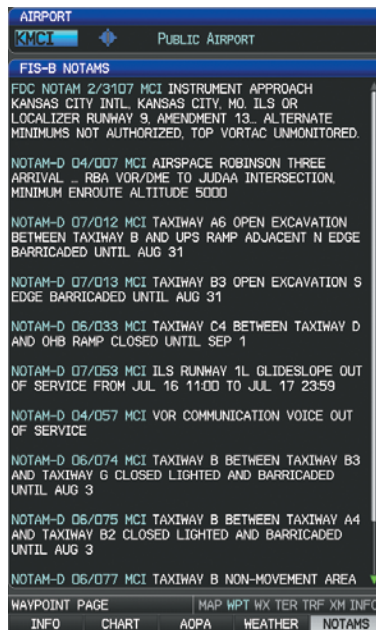 AIRPORT
KMCI PUBLIC AIRPORT
FIS-B NOTAMS
FDC NOTAM 2/3107 MCI INSTRUMENT APPROACH
KANSAS CITY INTL, KANSAS CITY, MO. ILS OR
LOCALIZER RUNWAY 9, AMENDMENT 13... ALTERNATE
MINIMUMS NOT AUTHORIZED, TOP VORTAC UNMONITORED.
NOTAM-D 04/007 MCI AIRSPACE ROBINSON THREE
ARRIVAL ... RBA VOR/DME TO JUDAA INTERSECTION,
MINIMUM ENROUTE ALTITUDE 5000
NOTAM-D 07/012 MCI TAXIWAY A6 OPEN EXCAVATION
BETWEEN TAXIWAY B AND UPS RAMP ADJACENT N EDGE
BARRICADED UNTIL AUG 31
NOTAM-D 07/013 MCI TAXIWAY B3 OPEN EXCAVATION S
EDGE BARRICADED UNTIL AUG 31
NOTAM-D 06/033 MCI TAXIWAY C4 BETWEEN TAXIWAY D
AND OHB RAMP CLOSED UNTIL SEP 1
NOTAM-D 07/053 MCI ILS RUNWAY 1L GLIDESLOPE OUT
OF SERVICE FROM JUL 16 11:00 TO JUL 17 23:59
NOTAM-D 04/057 MCI VOR COMMUNICATION VOICE OUT
OF SERVICE
NOTAM-D 06/074 MCI TAXIWAY B BETWEEN TAXIWAY B3
AND TAXIWAY G CLOSED LIGHTED AND BARRICADED
UNTIL AUG 3
NOTAM-D 06/075 MCI TAXIWAY B BETWEEN TAXIWAY A4
AND TAXIWAY B2 CLOSED LIGHTED AND BARRICADED
UNTIL AUG 3
NOTAM-D 06/077 MCI TAXIWAY B NON-MOVEMENT AREA
WAYPOINT PAGE MAP WPT WX TER TRF XM INFO
INFO CHART AOPA WEATHER NOTAMS